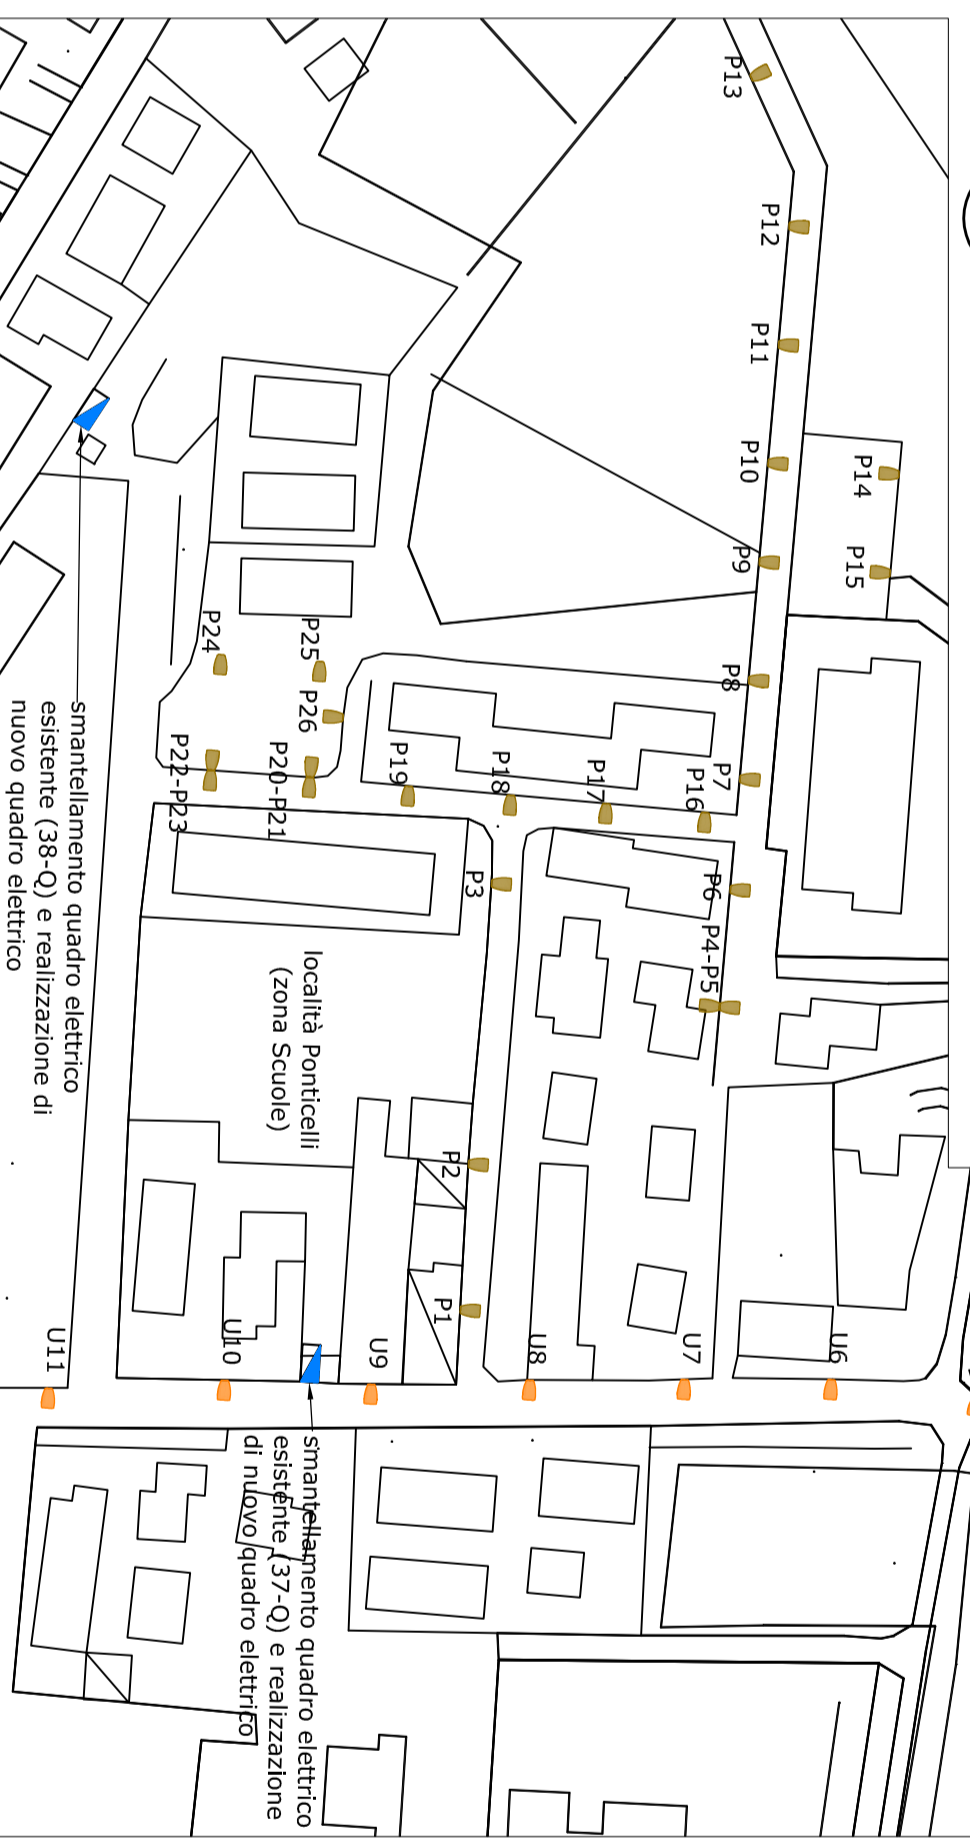 P13
P12
P11
P10
P14
P9
P15
P24
P25
P8
P26
P22-P23
P20-P21
P19
P18
P17
P16
P7
P3
P6
P4-P5
smantellamento quadro elettrico
esistente (38-Q) e realizzazione di
nuovo quadro elettrico
località Ponticelli
(zona Scuole)
P2
P1
U11
U10
U9
U8
U7
U6
smantellamento quadro elettrico
esistente (37-Q) e realizzazione
di nuovo quadro elettrico